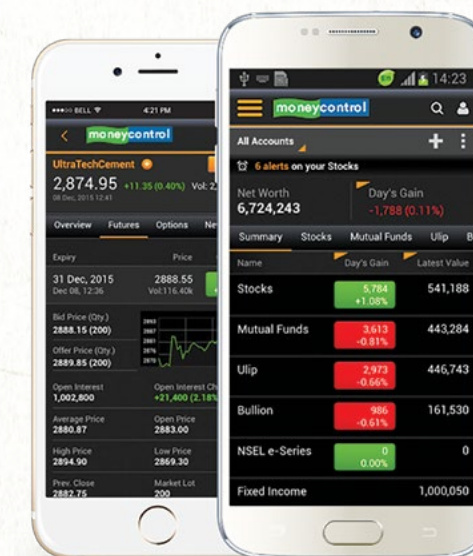 BELL
4:21 PM
moneycontrol
UltraTechCement
2,874.95 +11.35 (0.40%) Vol: 2,
08 Dec, 2015 12:41
Overview Futures Options Ne
Expiry Price
31 Dec, 2015 2888.55
Dec 08, 12:36 Vol:116.40k
Bid Price (Qty.)
2888.15 (200)
Offer Price (Qty.)
2889.85 (200)
Open Interest Open Interest Ch
1,002,800 +21,400 (2.18%
Average Price Open Price
2880.87 2883.00
High Price Low Price
2894.90 2869.30
Prev. Close Market Lot
2882.75 200
14:23
moneycontrol
All Accounts
6 alerts on your Stocks
Net Worth Day's Gain
6,724,243 -1,788 (0.11%)
Summary Stocks Mutual Funds Ulip B
Name Day's Gain Latest Value
Stocks 5,784 541,188
+1.08%
Mutual Funds 3,613 443,284
-0.81%
Ulip 2,973 446,743
-0.66%
Bullion 986 161,530
-0.61%
NSEL e-Series 0 0
0.00%
Fixed Income 1,000,050